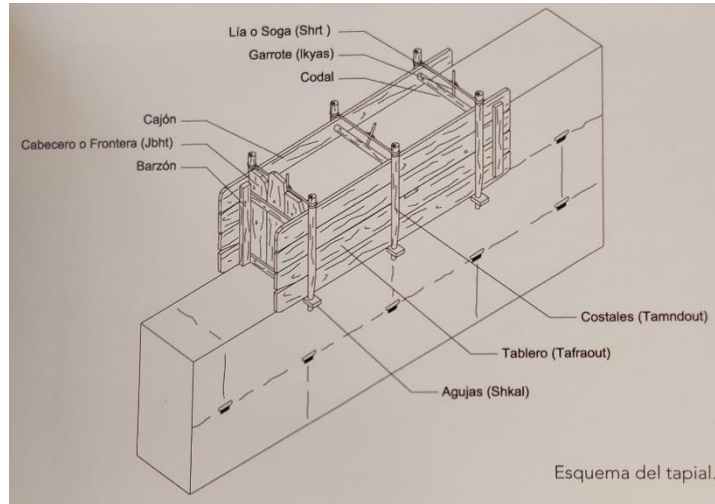 Lía o Soga (Shrt )
Garrote (Ikyas)
Codal
Cajón
Cabecero o Frontera (Jbht)
Barzón
Costales (Tamndout)
Tablero (Tafraout)
Agujas (Shkal)
Esquema del tapial.